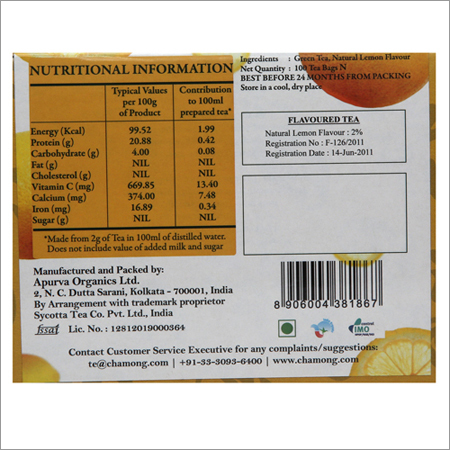 NUTRITIONAL INFORMATION
Typical Values per 100g of Product
Contribution to 100ml prepared tea*
Energy (Kcal) 99.52 1.99
Protein (g) 20.88 0.42
Carbohydrate (g) 4.00 0.08
Fat (g) NIL NIL
Cholesterol (g) NIL NIL
Vitamin C (mg) 669.85 13.40
Calcium (mg) 374.00 7.48
Iron (mg) 16.89 0.34
Sugar (g) NIL NIL
*Made from 2g of Tea in 100ml of distilled water.
Does not include value of added milk and sugar
Ingredients : Green Tea, Natural Lemon Flavour
Net Quantity : 100 Tea Bags N
BEST BEFORE 24 MONTHS FROM PACKING
Store in a cool, dry place
FLAVOURED TEA
Natural Lemon Flavour : 2%
Registration No : F-126/2011
Registration Date : 14-Jun-2011
Manufactured and Packed by:
Apurva Organics Ltd.
2, N. C. Dutta Sarani, Kolkata - 700001, India
By Arrangement with trademark proprietor
Sycotta Tea Co. Pvt. Ltd., India
fssai Lic. No. : 12812019000364
8 906004 381867
IMO
Contact Customer Service Executive for any complaints/suggestions:
te@chamong.com | +91-33-3093-6400 | www.chamong.com